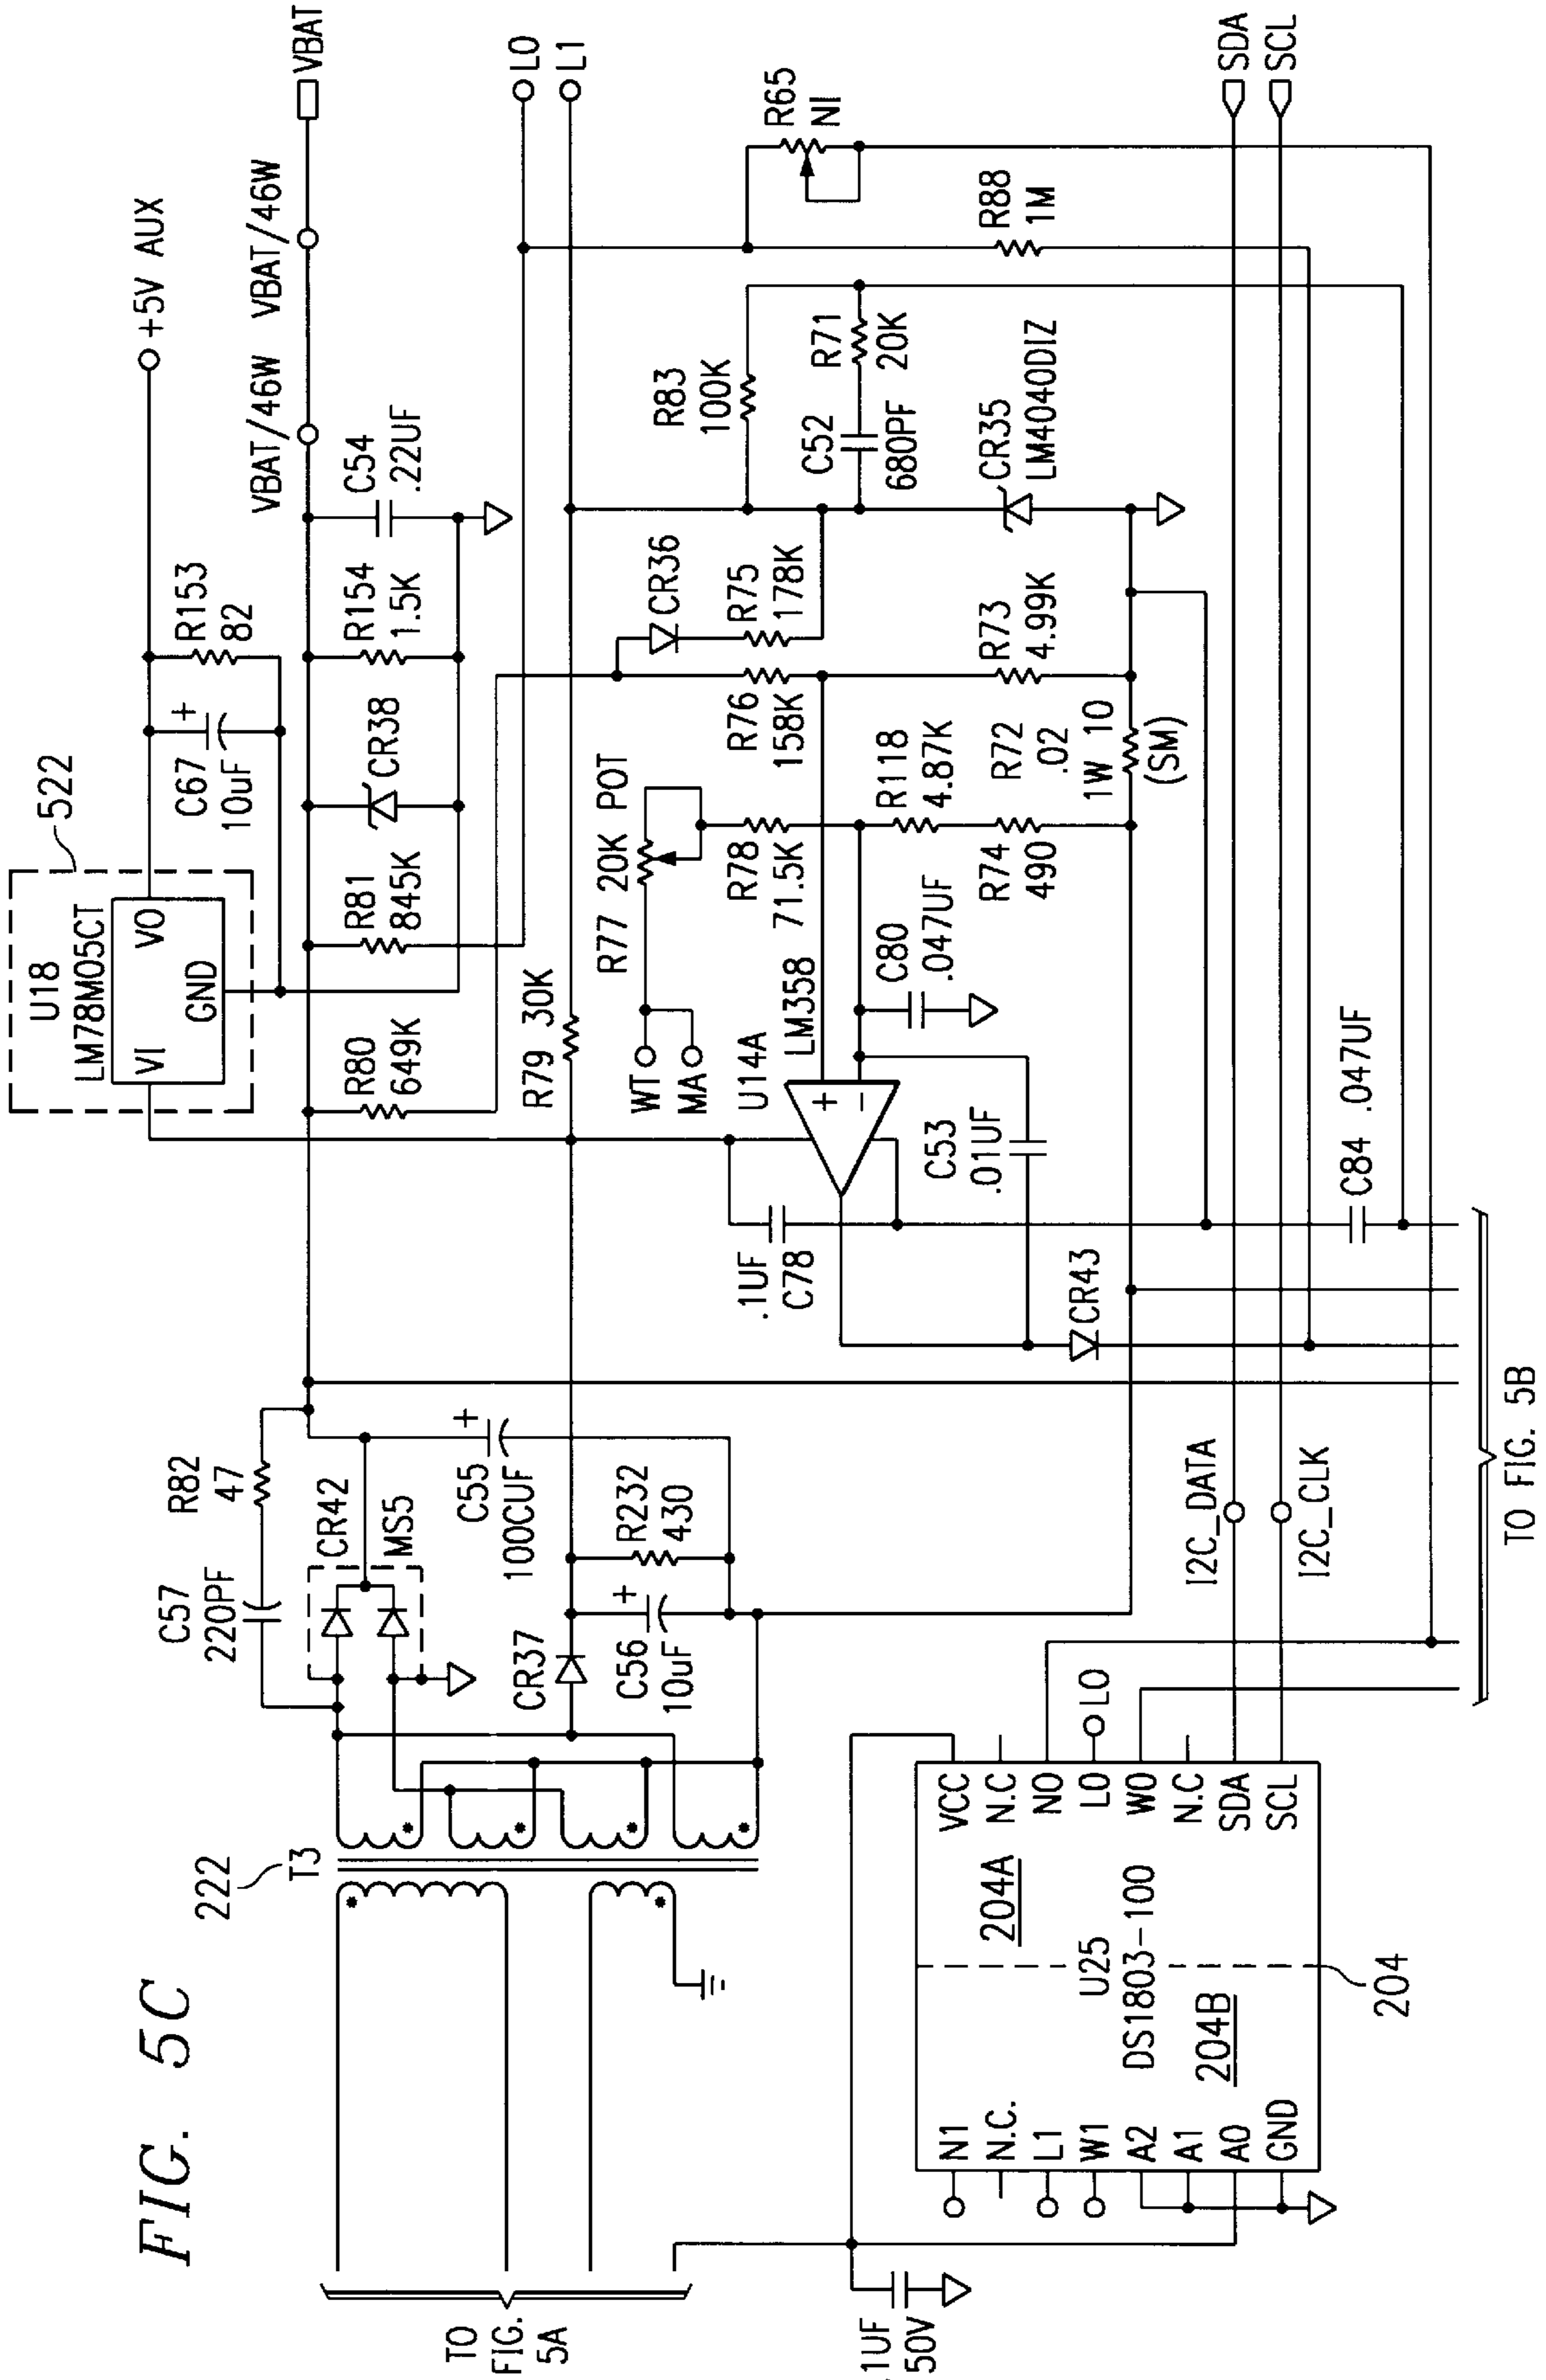 FIG. 5C
TO
FIG.
5A
222
T3
C57
220PF
R82
47
CR42
MS5
C55
+
100CUF
CR37
C56
+
10uF
R232
430
522
U18
LM78M05CT
VI
VO
GND
C67
+
10uF
R153
82
+5V AUX
R80
649K
R81
845K
CR38
R154
1.5K
C54
.22UF
VBAT/46W
VBAT/46W
VBAT
L0
L1
R79 30K
WT
MA
R77 20K POT
U14A
LM358
+
−
.1UF
C78
C53
.01UF
C80
.047UF
R78
71.5K
R76
158K
CR36
R75
178K
R118
4.87K
R74
490
R72
.02
1W 10
(SM)
R73
4.99K
R83
100K
C52
680PF
R71
20K
CR35
LM4040DIZ
R65
NI
R88
1M
CR43
C84 .047UF
SDA
SCL
I2C_DATA
I2C_CLK
TO FIG. 5B
VCC
N.C
NO
LO
WO
N.C
SDA
SCL
LO
204A
U25
DS1803-100
204B
204
N1
N.C.
L1
W1
A2
A1
A0
GND
1UF
50V